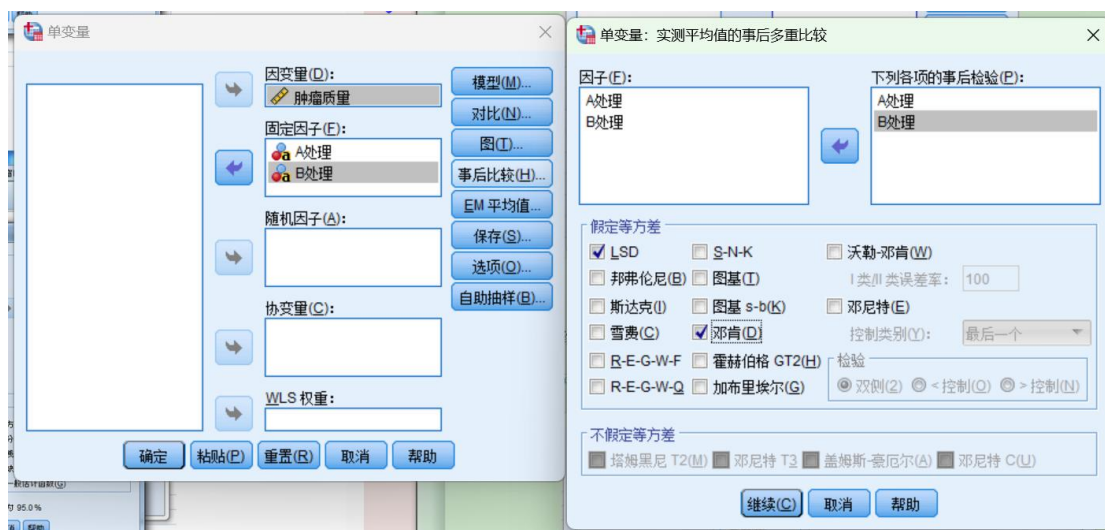 单变量
因变量(D):
肿瘤质量
固定因子(F):
A处理
B处理
随机因子(A):
协变量(C):
WLS 权重:
模型(M)...
对比(N)...
图(T)...
事后比较(H)...
EM 平均值...
保存(S)...
选项(O)...
自助抽样(B)...
确定
粘贴(P)
重置(R)
取消
帮助
95.0%
帮助
单变量：实测平均值的事后多重比较
因子(F):
A处理
B处理
下列各项的事后检验(P):
A处理
B处理
假定等方差
LSD S-N-K 沃勒-邓肯(W)
邦弗伦尼(B) 图基(T) I 类/II 类误差率: 100
斯达克(I) 图基 s-b(K) 邓尼特(E)
雪费(C) 邓肯(D) 控制类别(Y): 最后一个
R-E-G-W-F 霍赫伯格 GT2(H) 检验
R-E-G-W-Q 加布里埃尔(G) 双侧(2) < 控制(O) > 控制(N)
不假定等方差
塔姆黑尼 T2(M) 邓尼特 T3 盖姆斯-豪厄尔(A) 邓尼特 C(U)
继续(C) 取消 帮助